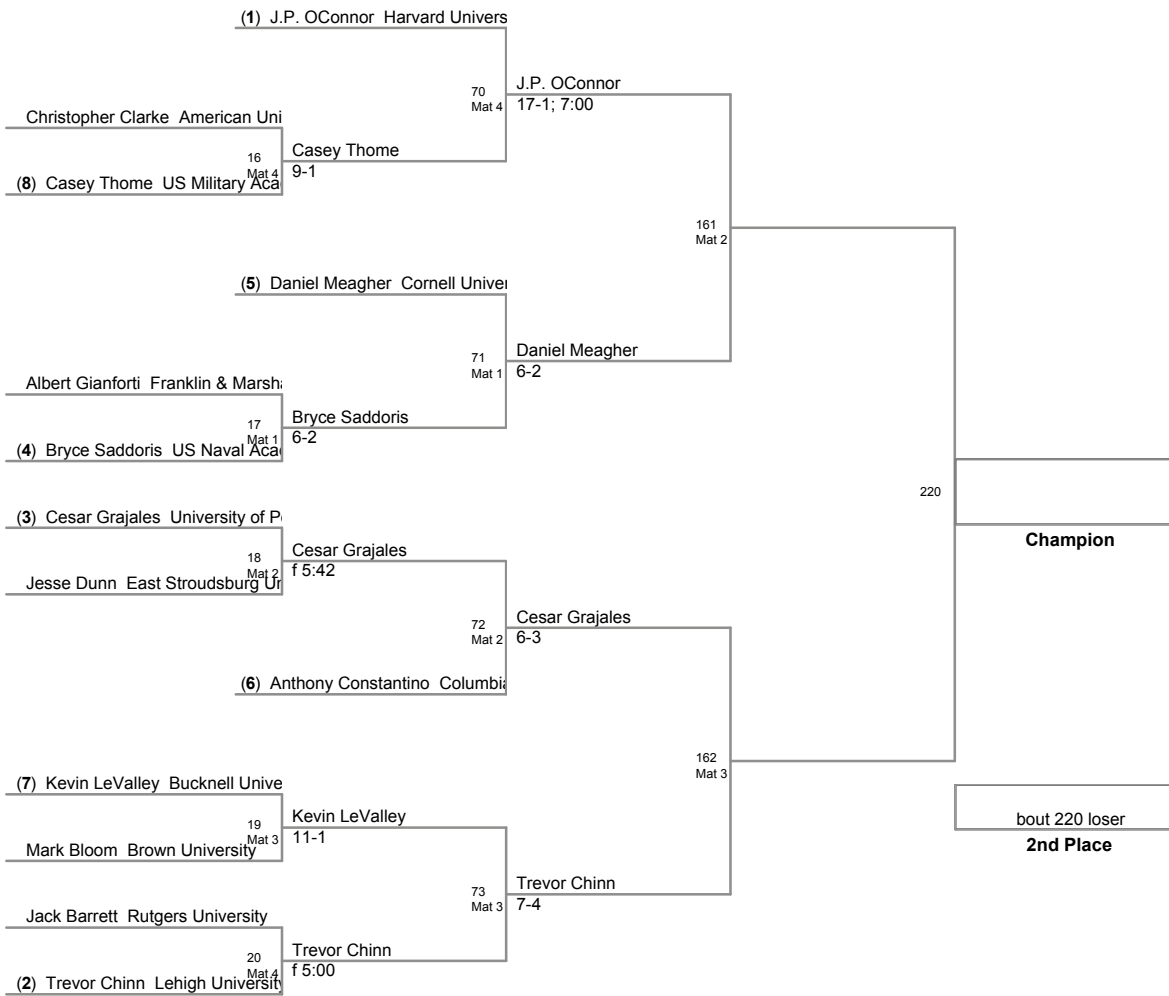 (1) J.P. OConnor Harvard Univers
J.P. OConnor
70
Mat 4
17-1; 7:00
Christopher Clarke American Uni
16
Mat 4
Casey Thome
9-1
(8) Casey Thome US Military Aca
161
Mat 2
(5) Daniel Meagher Cornell Univer
71
Mat 1
Daniel Meagher
6-2
Albert Gianforti Franklin & Marsha
17
Mat 1
Bryce Saddoris
6-2
(4) Bryce Saddoris US Naval Aca
220
Champion
(3) Cesar Grajales University of P
18
Mat 2
Cesar Grajales
f 5:42
Jesse Dunn East Stroudsburg Un
72
Mat 2
Cesar Grajales
6-3
(6) Anthony Constantino Columbia
162
Mat 3
(7) Kevin LeValley Bucknell Unive
19
Mat 3
Kevin LeValley
11-1
Mark Bloom Brown University
bout 220 loser
2nd Place
73
Mat 3
Trevor Chinn
7-4
Jack Barrett Rutgers University
20
Mat 4
Trevor Chinn
f 5:00
(2) Trevor Chinn Lehigh University